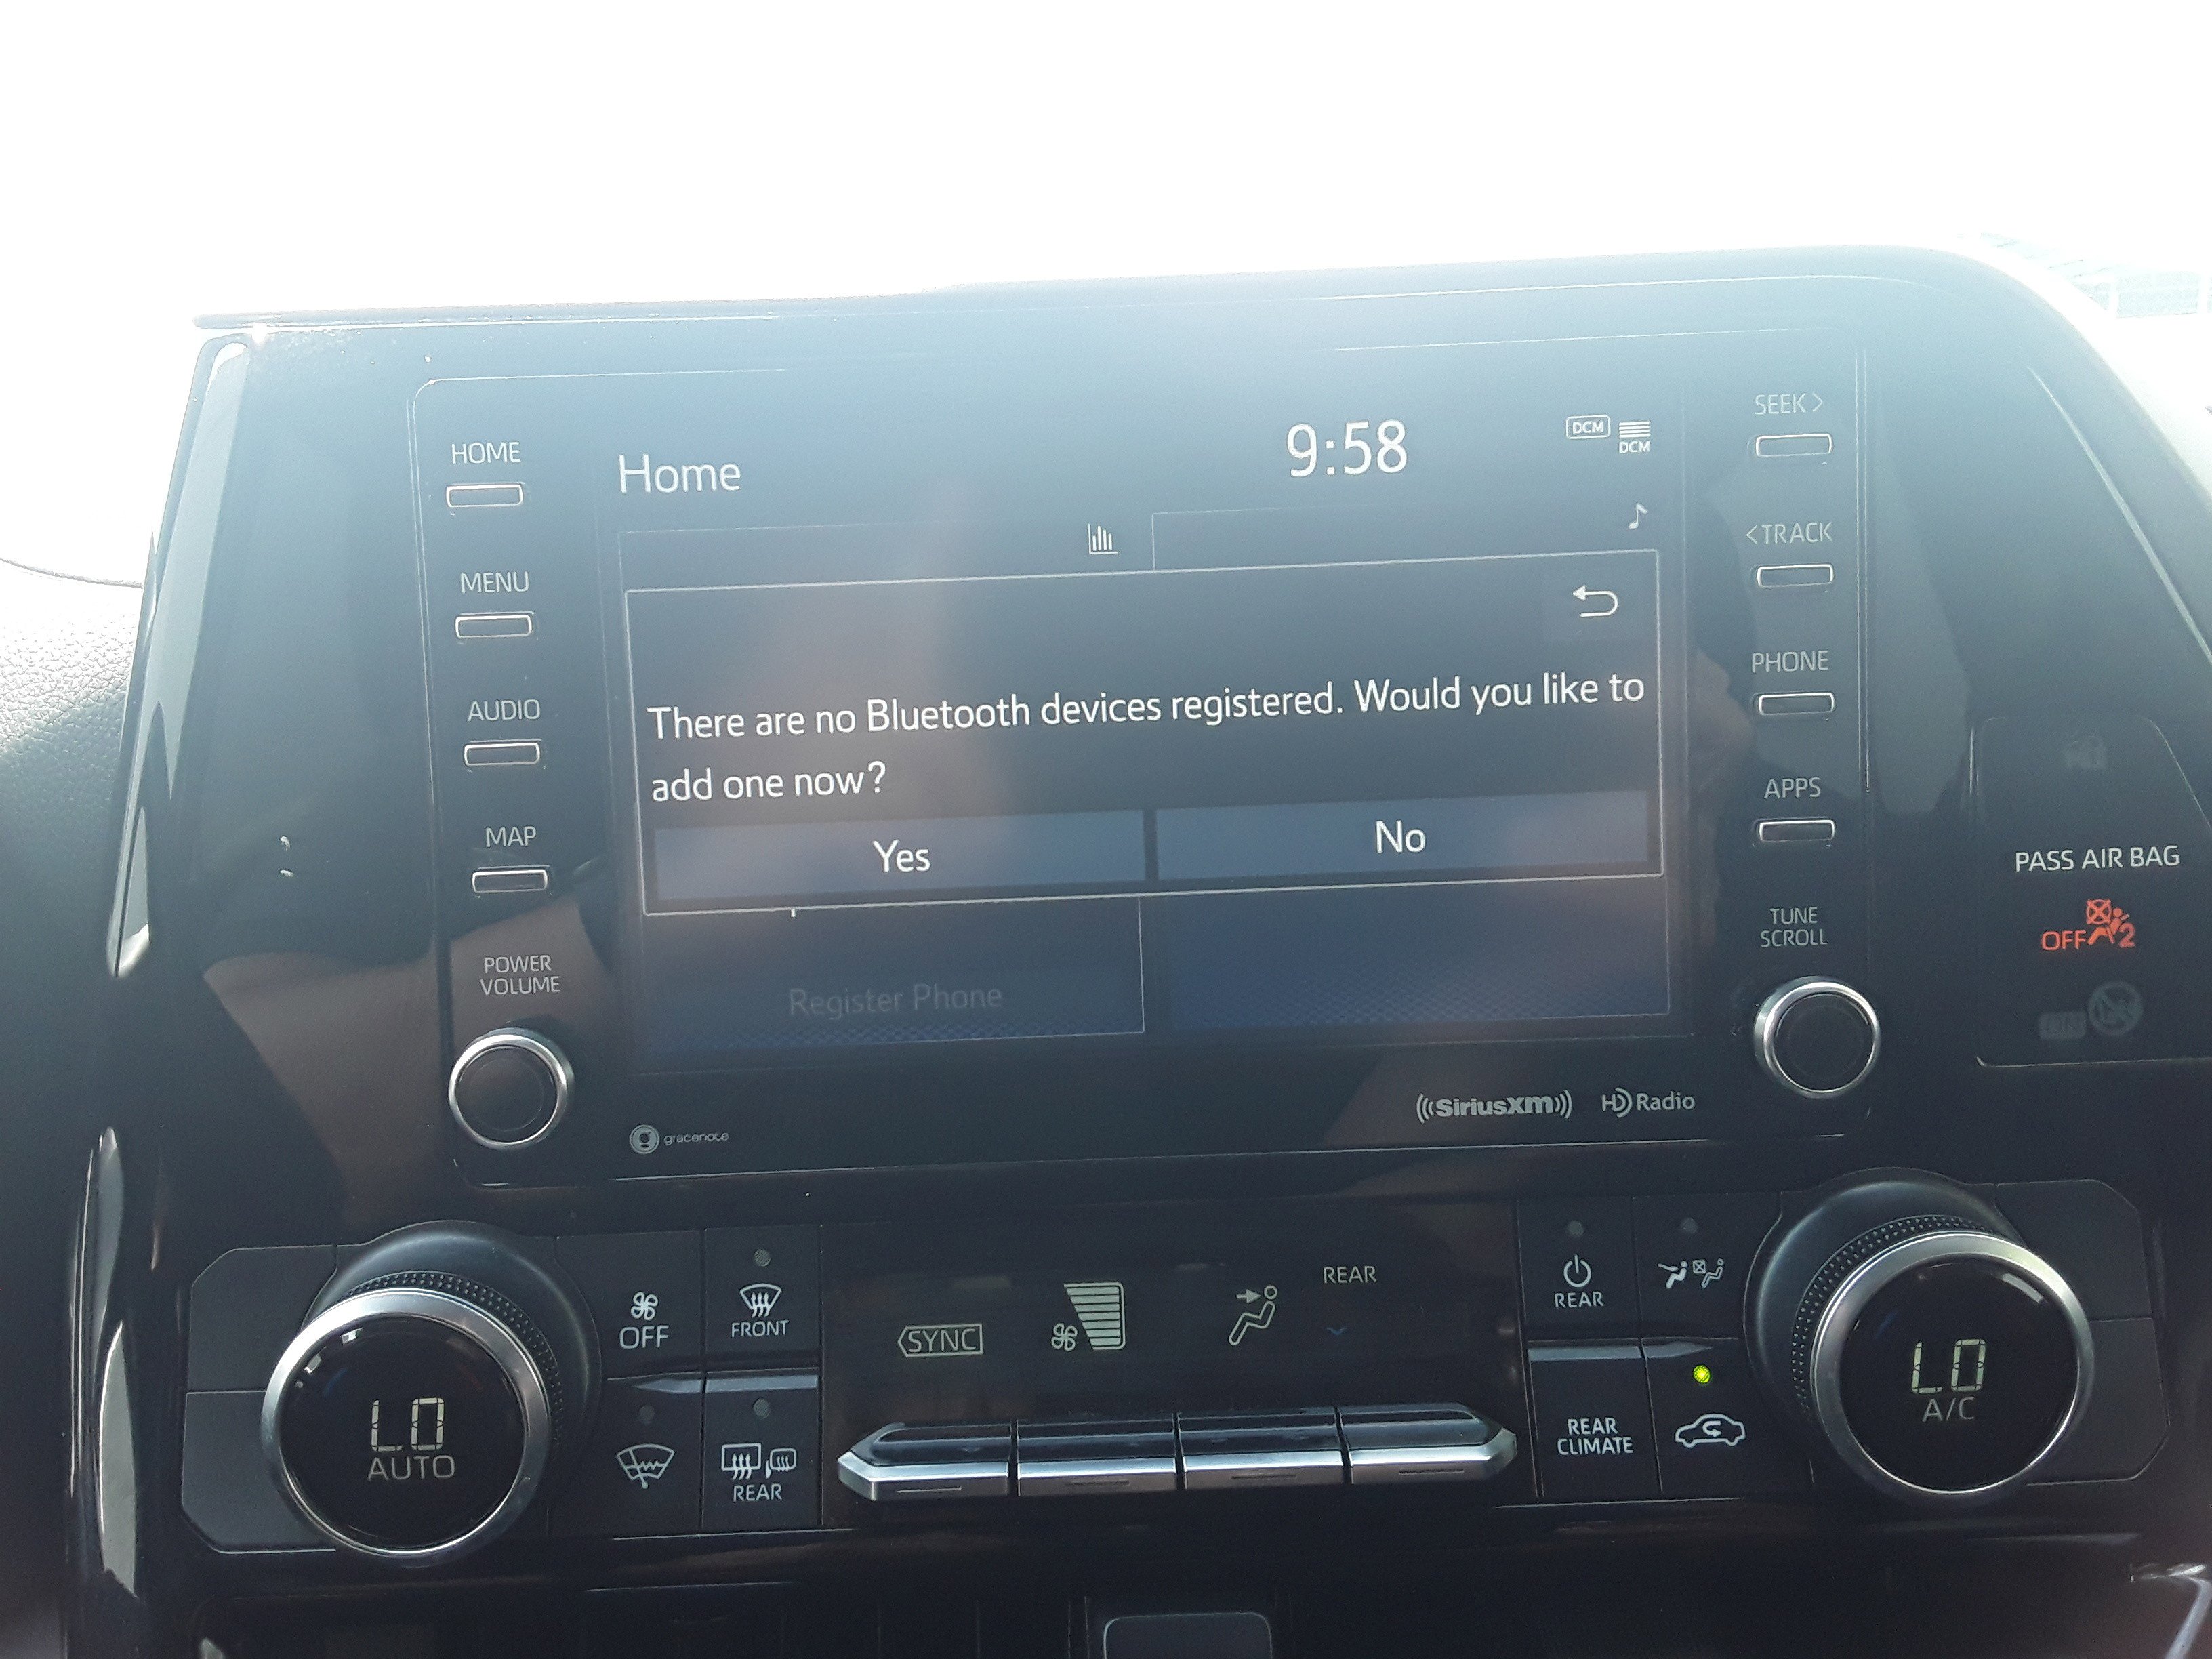 HOME
MENU
AUDIO
MAP
POWER
VOLUME
Home
9:58
DCM
DCM
There are no Bluetooth devices registered. Would you like to
add one now?
Yes
No
Register Phone
gracenote
((SiriusXM))
HD Radio
SEEK >
< TRACK
PHONE
APPS
TUNE
SCROLL
PASS AIR BAG
OFF 2
LO
AUTO
OFF
FRONT
REAR
SYNC
REAR
REAR
REAR
CLIMATE
LO
A/C